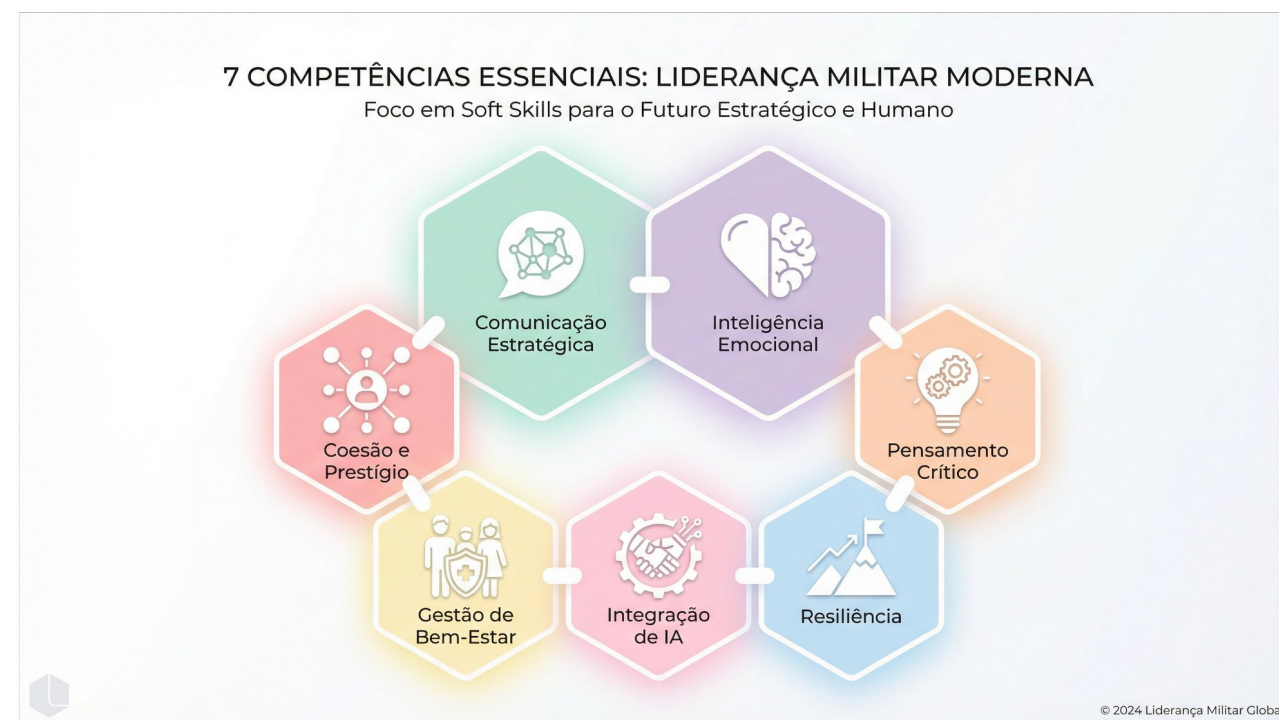 7 COMPETÊNCIAS ESSENCIAIS: LIDERANÇA MILITAR MODERNA
Foco em Soft Skills para o Futuro Estratégico e Humano
Comunicação
Estratégica
Inteligência
Emocional
Coesão e
Prestígio
Pensamento
Crítico
Gestão de
Bem-Estar
Integração
de IA
Resiliência
© 2024 Liderança Militar Globa